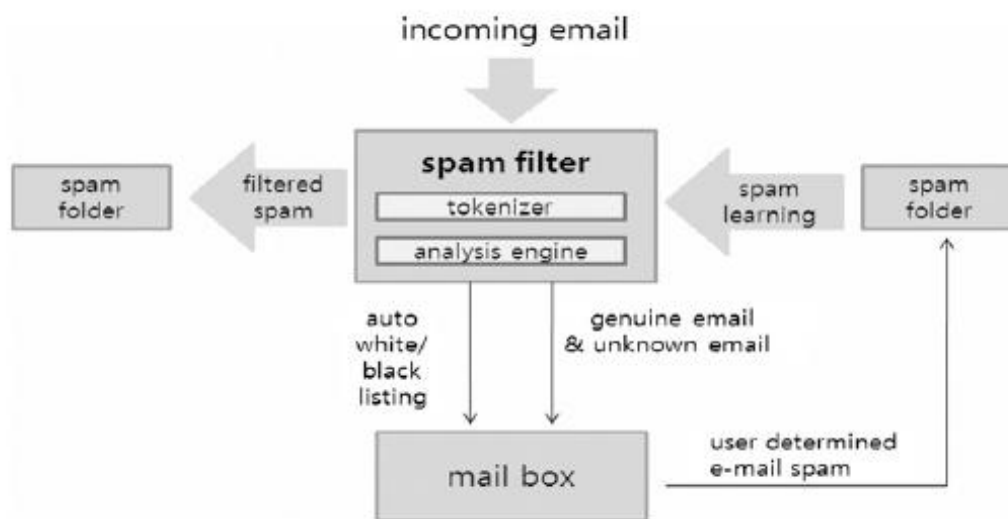 incoming email
spam filter
tokenizer
analysis engine
spam
folder
filtered
spam
spam
learning
spam
folder
auto
white/
black
listing
genuine email
& unknown email
mail box
user determined
e-mail spam